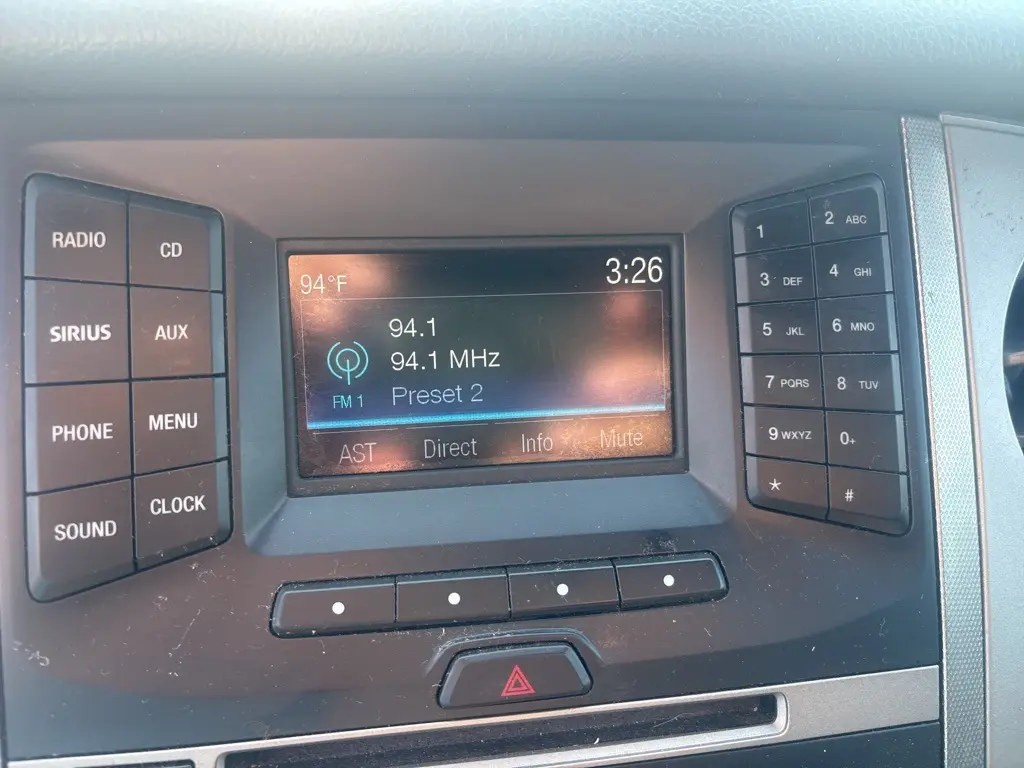 RADIO
CD
SIRIUS
AUX
PHONE
MENU
SOUND
CLOCK
94°F
3:26
94.1
94.1 MHz
FM 1
Preset 2
AST
Direct
Info
Mute
1
2 ABC
3 DEF
4 GHI
5 JKL
6 MNO
7 PQRS
8 TUV
9 WXYZ
0+
*
#